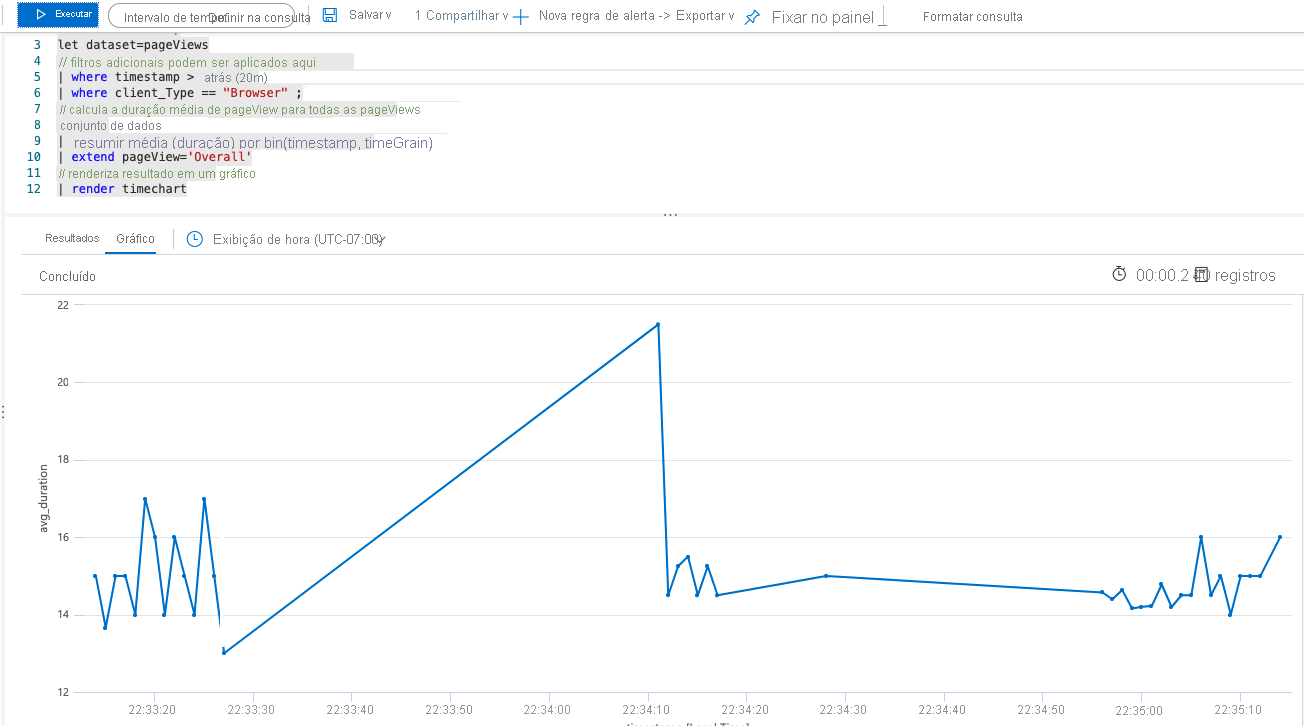 Executar Intervalo de tempo Definir na consulta Salvar v 1 Compartilhar v Nova regra de alerta -> Exportar v Fixar no painel Formatar consulta
3 let dataset=pageViews
4 // filtros adicionais podem ser aplicados aqui
5 | where timestamp > atrás (20m)
6 | where client_Type == "Browser" ;
7 // calcula a duração média de pageView para todas as pageViews
8 conjunto de dados
9 | resumir média (duração) por bin(timestamp, timeGrain)
10 | extend pageView='Overall'
11 // renderiza resultado em um gráfico
12 | render timechart
...
Resultados Gráfico Exibição de hora (UTC-07:00)
Concluído 00:00.2 40 registros
22
20
18
16
14
12
avg_duration
22:33:20 22:33:30 22:33:40 22:33:50 22:34:00 22:34:10 22:34:20 22:34:30 22:34:40 22:34:50 22:35:00 22:35:10